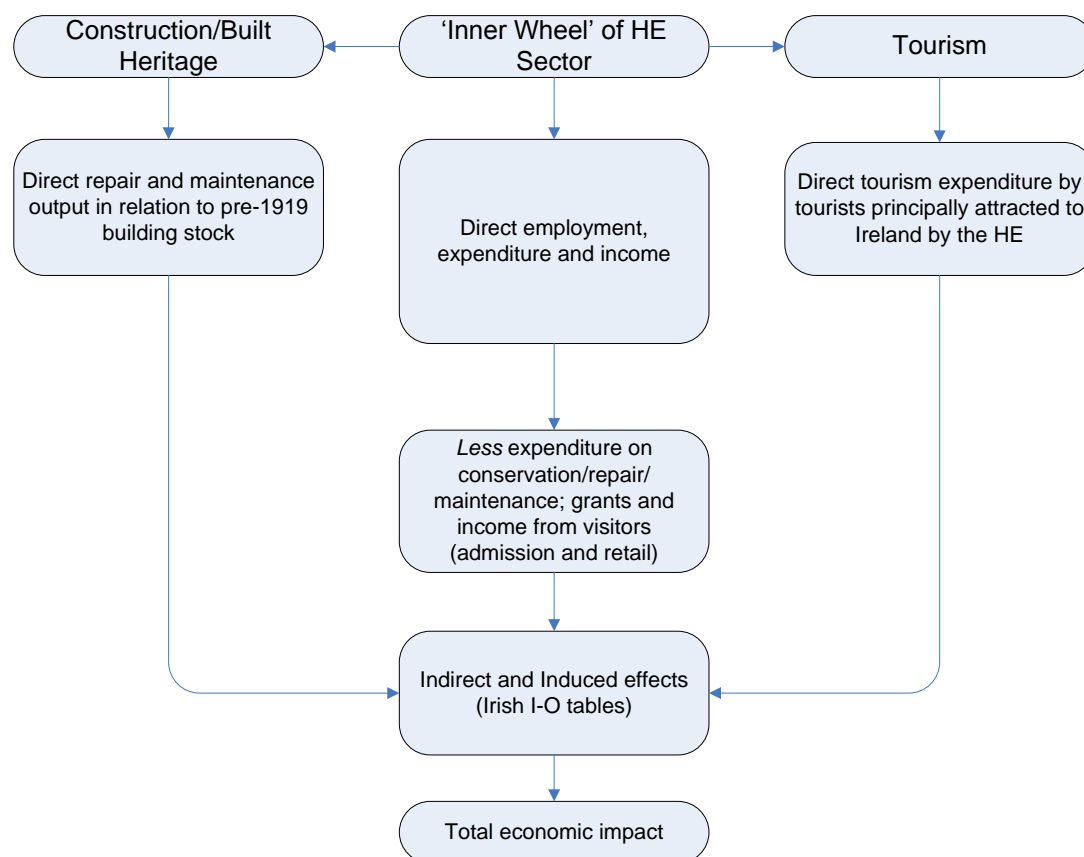 Construction/Built
Heritage
‘Inner Wheel’ of HE
Sector
Tourism
Direct repair and maintenance
output in relation to pre-1919
building stock
Direct employment,
expenditure and income
Direct tourism expenditure by
tourists principally attracted to
Ireland by the HE
Less expenditure on
conservation/repair/
maintenance; grants and
income from visitors
(admission and retail)
Indirect and Induced effects
(Irish I-O tables)
Total economic impact